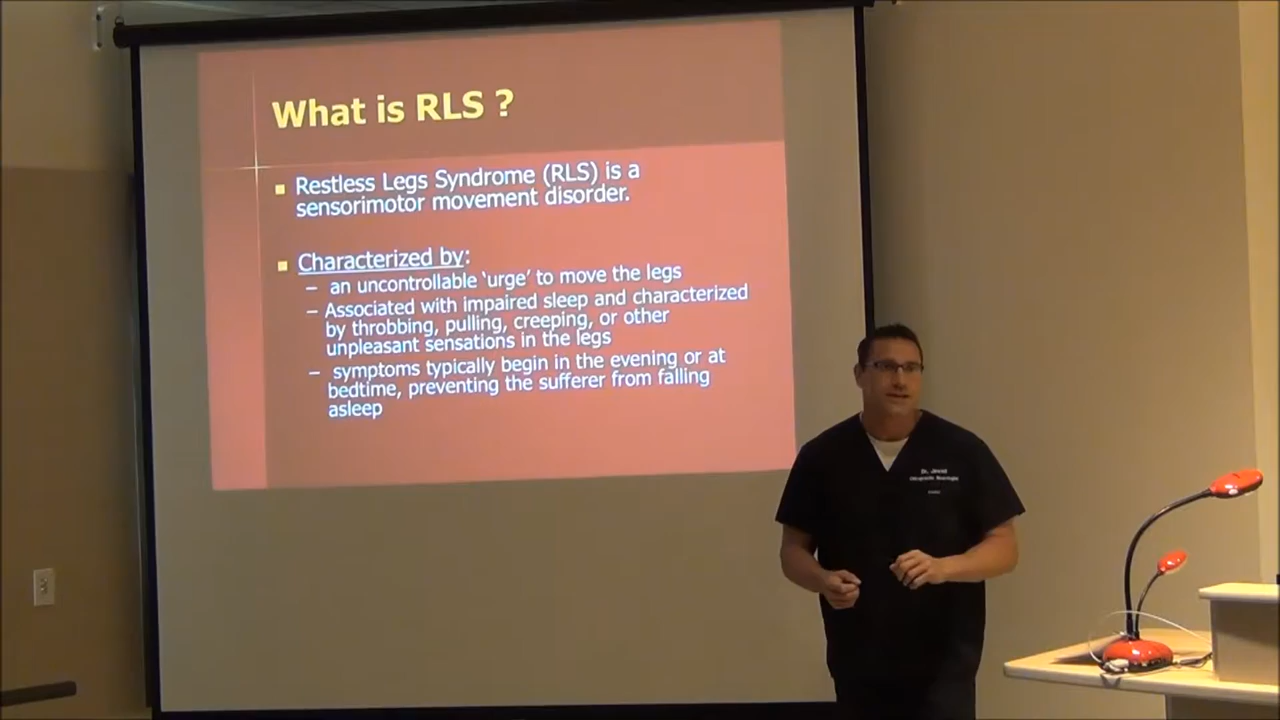 What is RLS ?
Restless Legs Syndrome (RLS) is a
sensorimotor movement disorder.
Characterized by:
– an uncontrollable ‘urge’ to move the legs
– Associated with impaired sleep and characterized
by throbbing, pulling, creeping, or other
unpleasant sensations in the legs
– symptoms typically begin in the evening or at
bedtime, preventing the sufferer from falling
asleep
Dr.